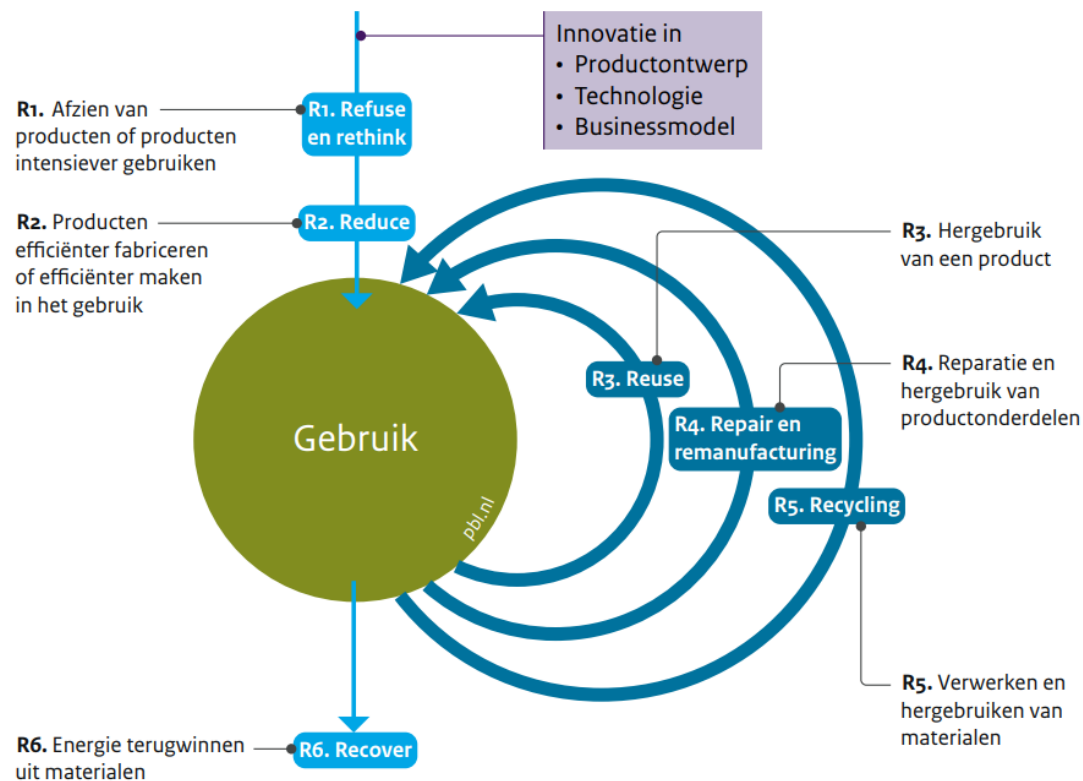 Innovatie in
• Productontwerp
• Technologie
• Businessmodel
R1. Afzien van
producten of producten
intensiever gebruiken
R1. Refuse
en rethink
R2. Producten
efficiënter fabriceren
of efficiënter maken
in het gebruik
R2. Reduce
R3. Hergebruik
van een product
R3. Reuse
R4. Reparatie en
hergebruik van
productonderdelen
R4. Repair en
remanufacturing
Gebruik
pbl.nl
R5. Recycling
R5. Verwerken en
hergebruiken van
materialen
R6. Energie terugwinnen
uit materialen
R6. Recover